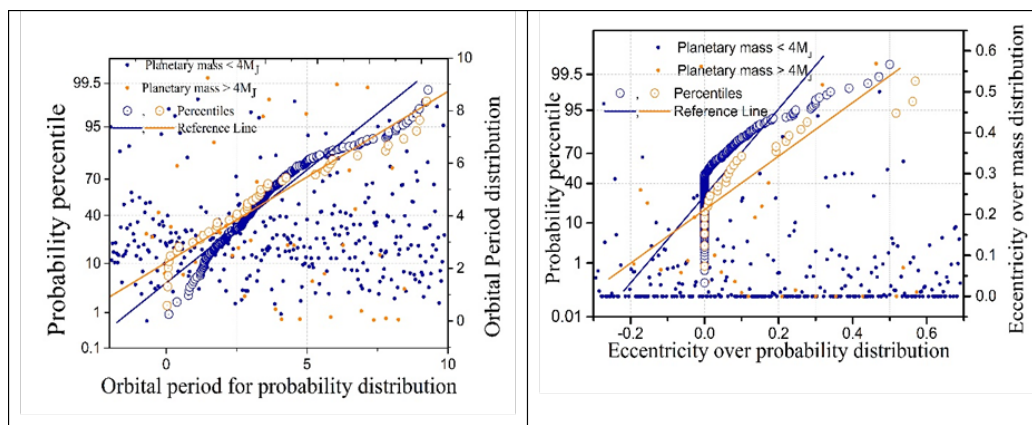 Planetary mass < 4MJ
Planetary mass > 4MJ
Percentiles
Reference Line
Probability percentile
99.5
95
70
40
10
1
0.1
10
8
6
4
2
0
Orbital Period distribution
0
5
10
Orbital period for probability distribution
Planetary mass < 4MJ
Planetary mass > 4MJ
, Percentiles
Reference Line
Probability percentile
99.5
95
70
40
10
1
0.01
0.6
0.5
0.4
0.3
0.2
0.1
0.0
Eccentricity over mass distribution
-0.2 0.0 0.2 0.4 0.6
Eccentricity over probability distribution